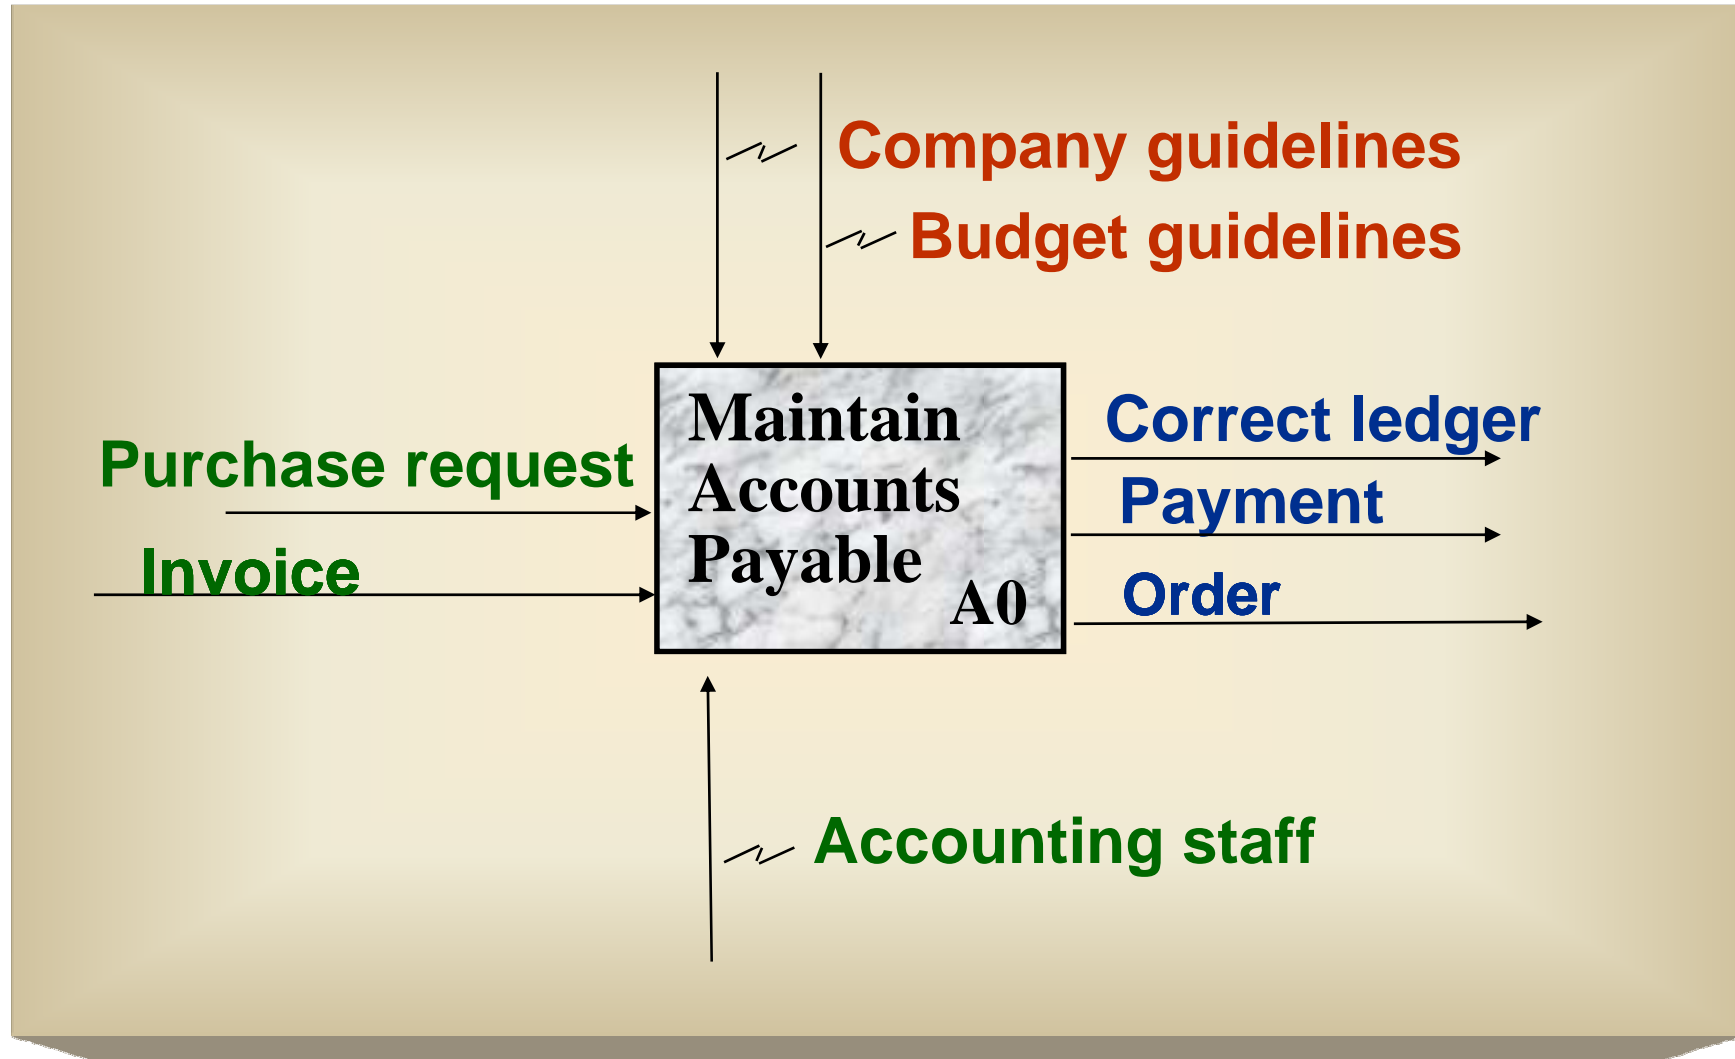 Company guidelines
Budget guidelines
Maintain
Accounts
Payable
A0
Purchase request
Invoice
Correct ledger
Payment
Order
Accounting staff